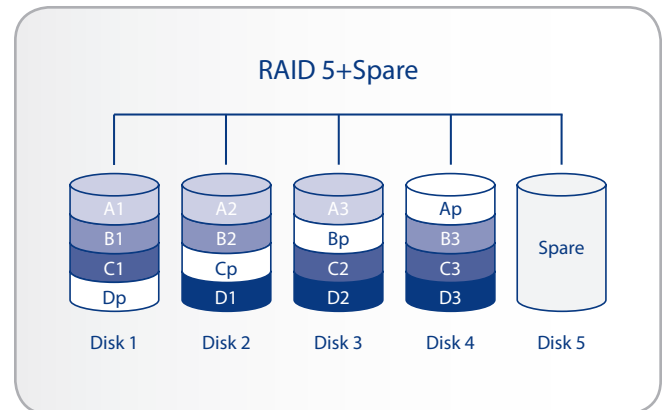 RAID 5+Spare
A1 A2 A3 Ap
B1 B2 Bp B3
C1 Cp C2 C3
Dp D1 D2 D3
Spare
Disk 1 Disk 2 Disk 3 Disk 4 Disk 5